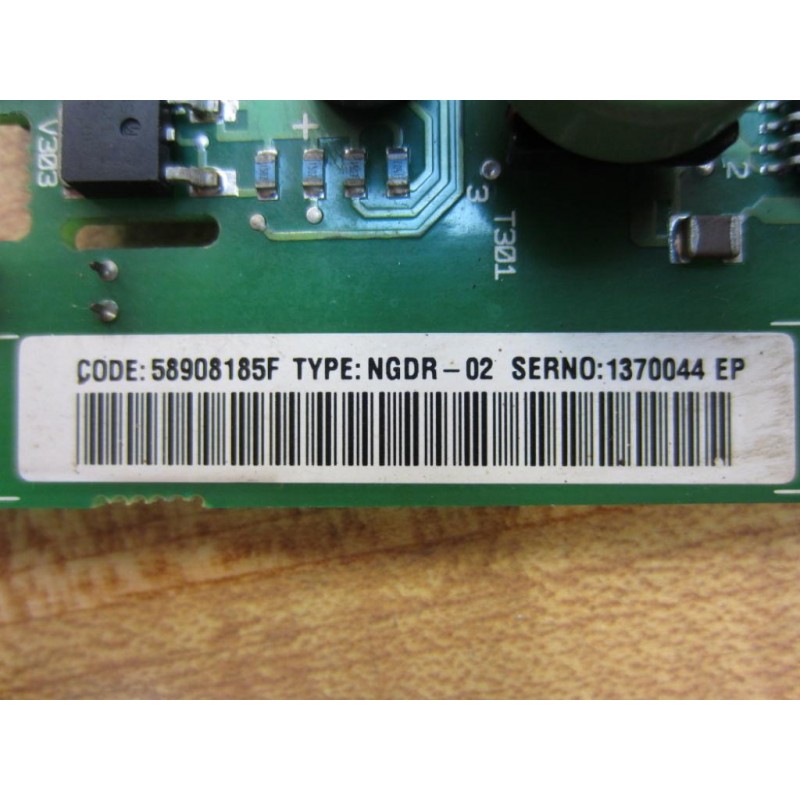 V303
+
3
T301
2
CODE: 58908185F TYPE: NGDR-02 SERNO: 1370044 EP